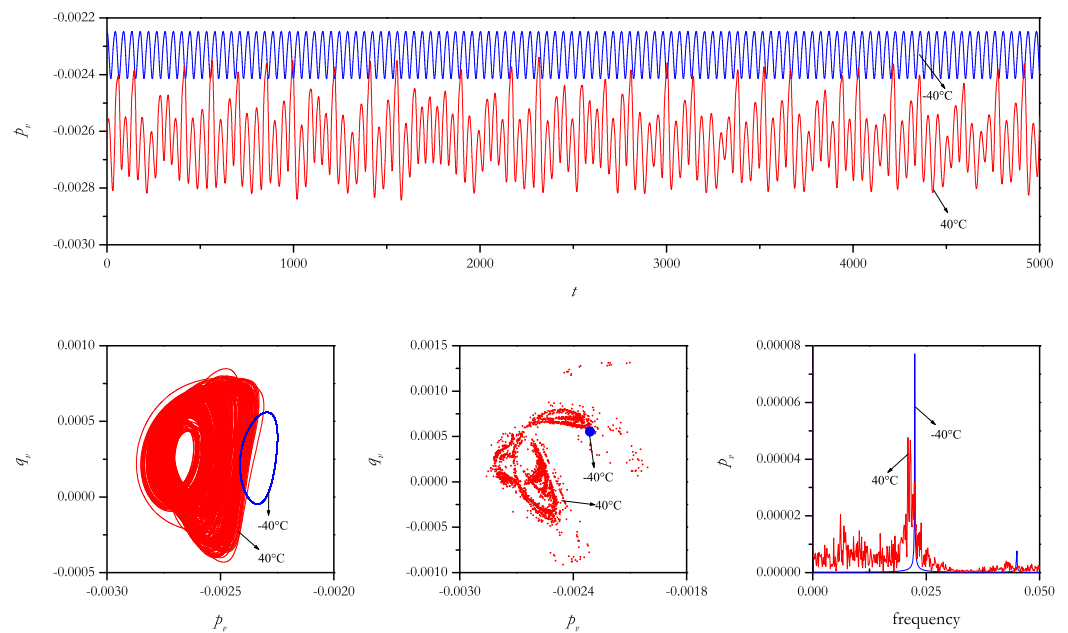 -0.0022
-0.0024
-0.0026
-0.0028
-0.0030
p_v
-40°C
40°C
0 1000 2000 3000 4000 5000
t
0.0010
0.0005
0.0000
-0.0005
q_v
-40°C
40°C
-0.0030 -0.0025 -0.0020
p_v
0.0015
0.0010
0.0005
0.0000
-0.0005
-0.0010
q_v
-40°C
40°C
-0.0030 -0.0024 -0.0018
p_v
0.00008
0.00006
0.00004
0.00002
0.00000
p_v
-40°C
40°C
0.000 0.025 0.050
frequency